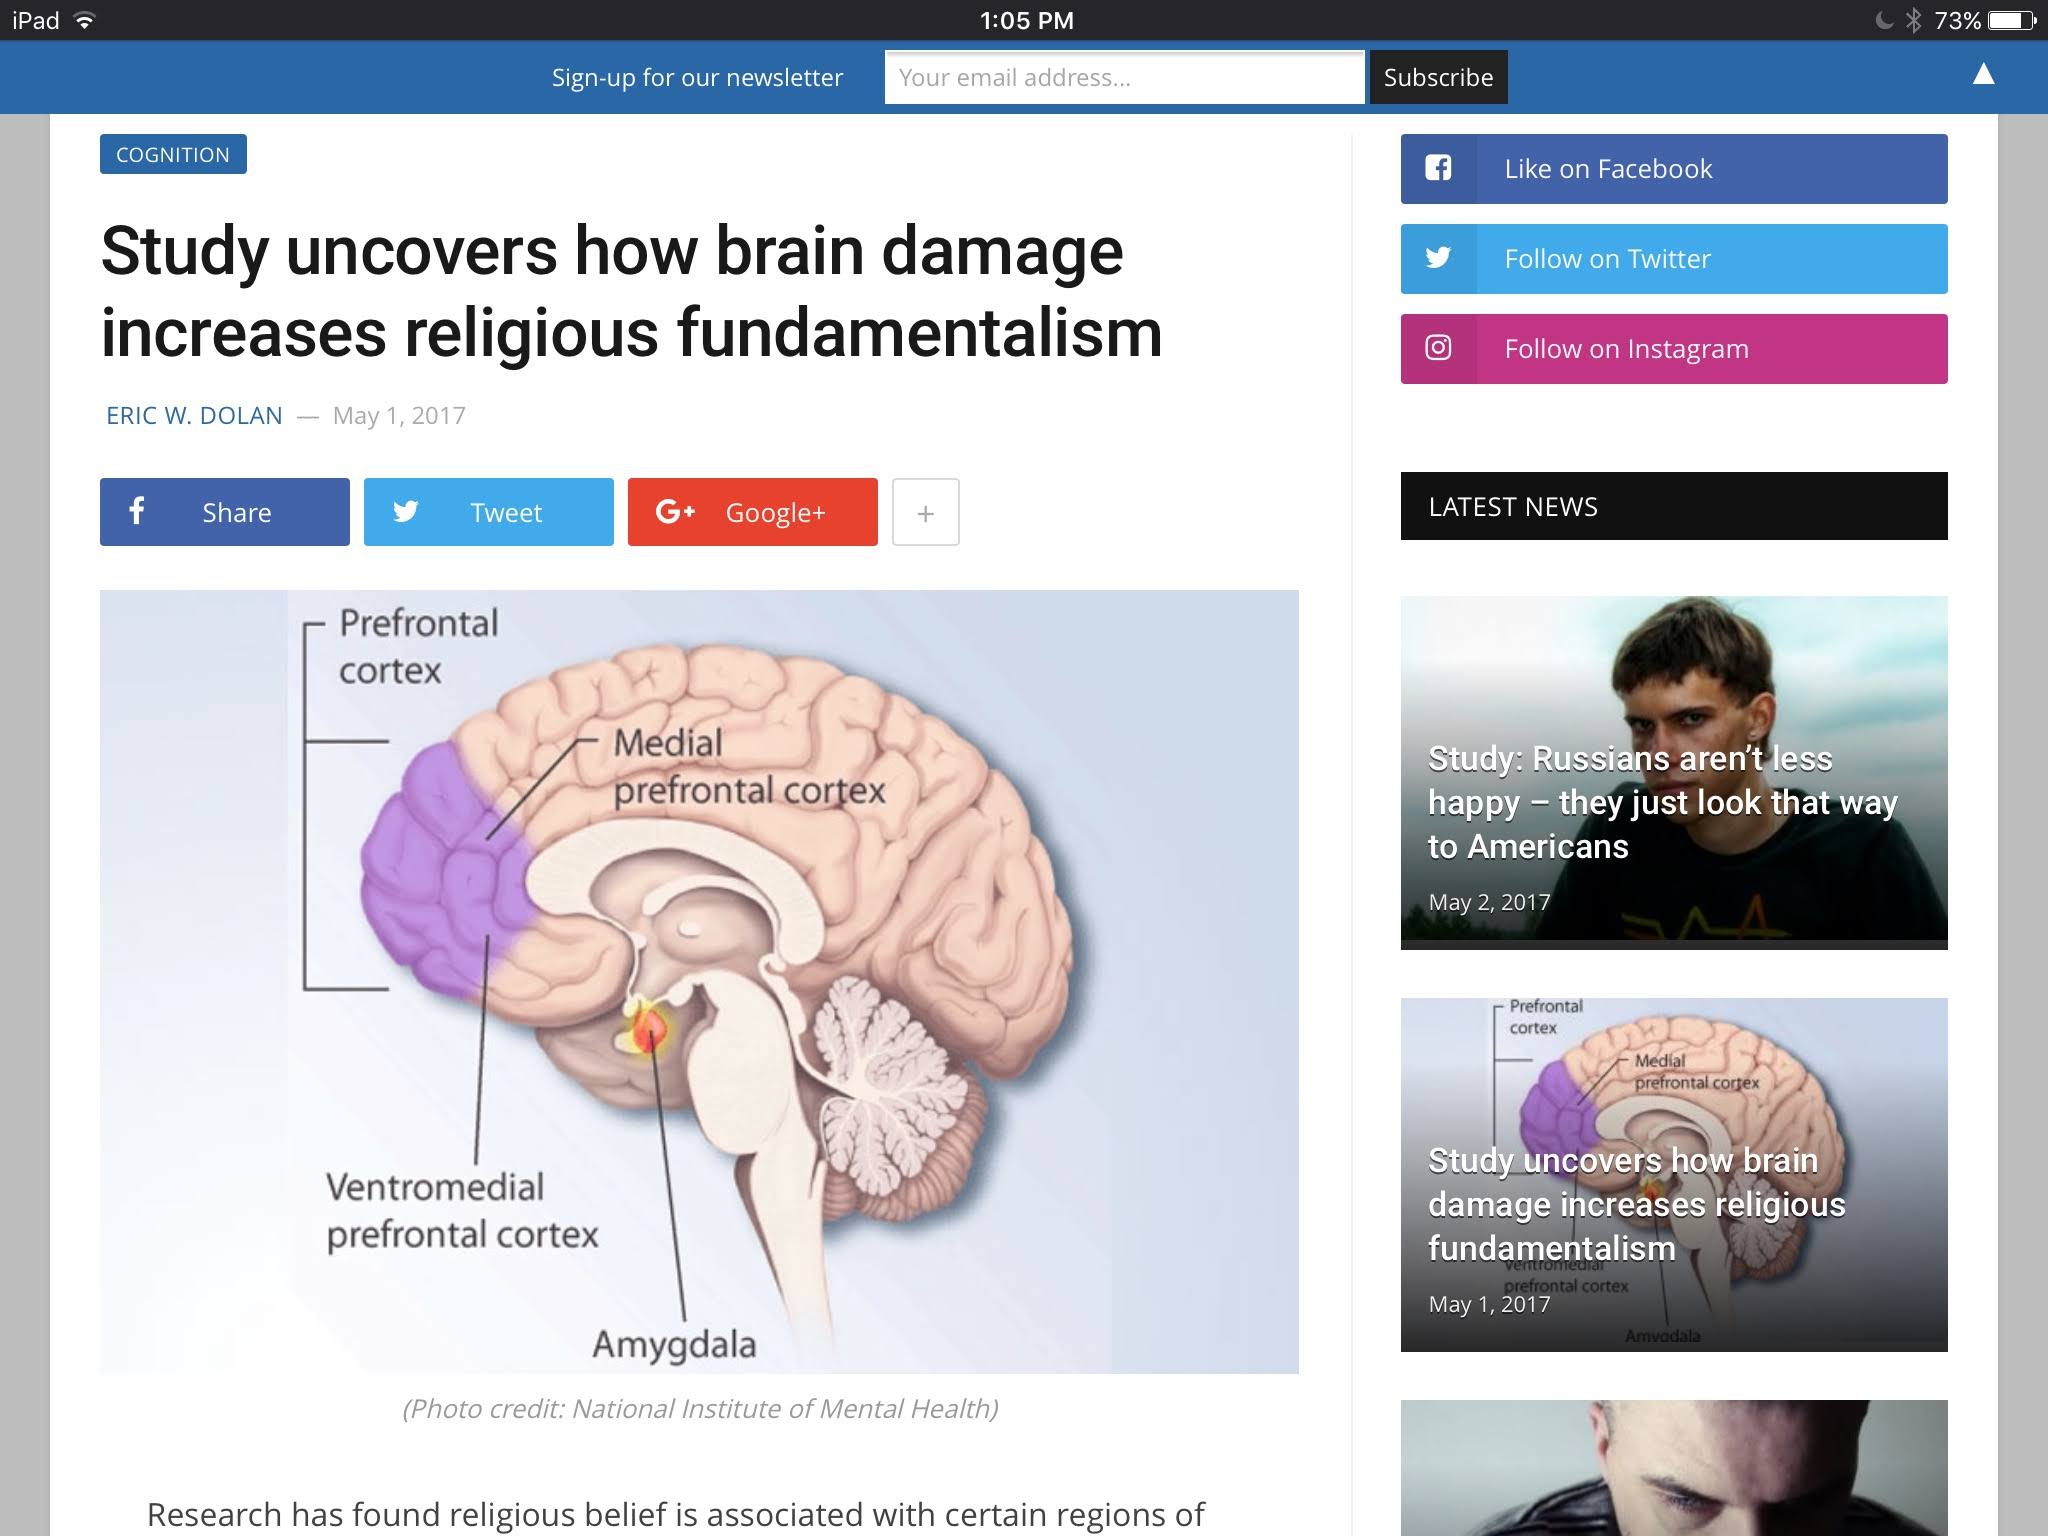 iPad
1:05 PM
73%
Sign-up for our newsletter
Your email address...
Subscribe
COGNITION
Study uncovers how brain damage
increases religious fundamentalism
ERIC W. DOLAN — May 1, 2017
Share
Tweet
G+ Google+
+
Prefrontal
cortex
Medial
prefrontal cortex
Ventromedial
prefrontal cortex
Amygdala
(Photo credit: National Institute of Mental Health)
Research has found religious belief is associated with certain regions of
Like on Facebook
Follow on Twitter
Follow on Instagram
LATEST NEWS
Study: Russians aren’t less
happy – they just look that way
to Americans
May 2, 2017
Prefrontal
cortex
Medial
prefrontal cortex
Study uncovers how brain
damage increases religious
fundamentalism
Ventromedial
prefrontal cortex
May 1, 2017
Amygdala